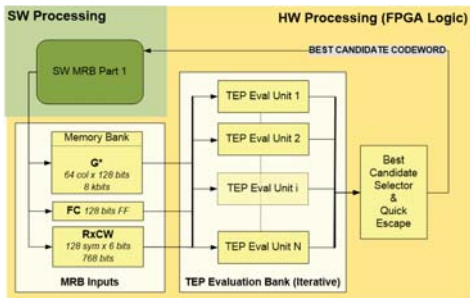 SW Processing
HW Processing (FPGA Logic)
BEST CANDIDATE CODEWORD
SW MRB Part 1
Memory Bank
G*
64 col x 128 bits
8 kbits
FC 128 bits FF
RxCW
128 sym x 6 bits
768 bits
MRB Inputs
TEP Eval Unit 1
TEP Eval Unit 2
TEP Eval Unit i
TEP Eval Unit N
TEP Evaluation Bank (Iterative)
Best
Candidate
Selector
&
Quick
Escape